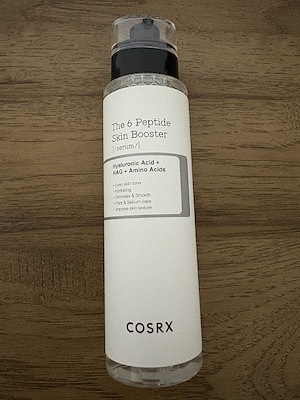 The 6 Peptide
Skin Booster
[/serum/]
Hyaluronic Acid +
NAG + Amino Acids
• Even skin tone
• Hydrating
• Resilience & Smooth
• Pore & Sebum care
• Improve skin texture
COSRX